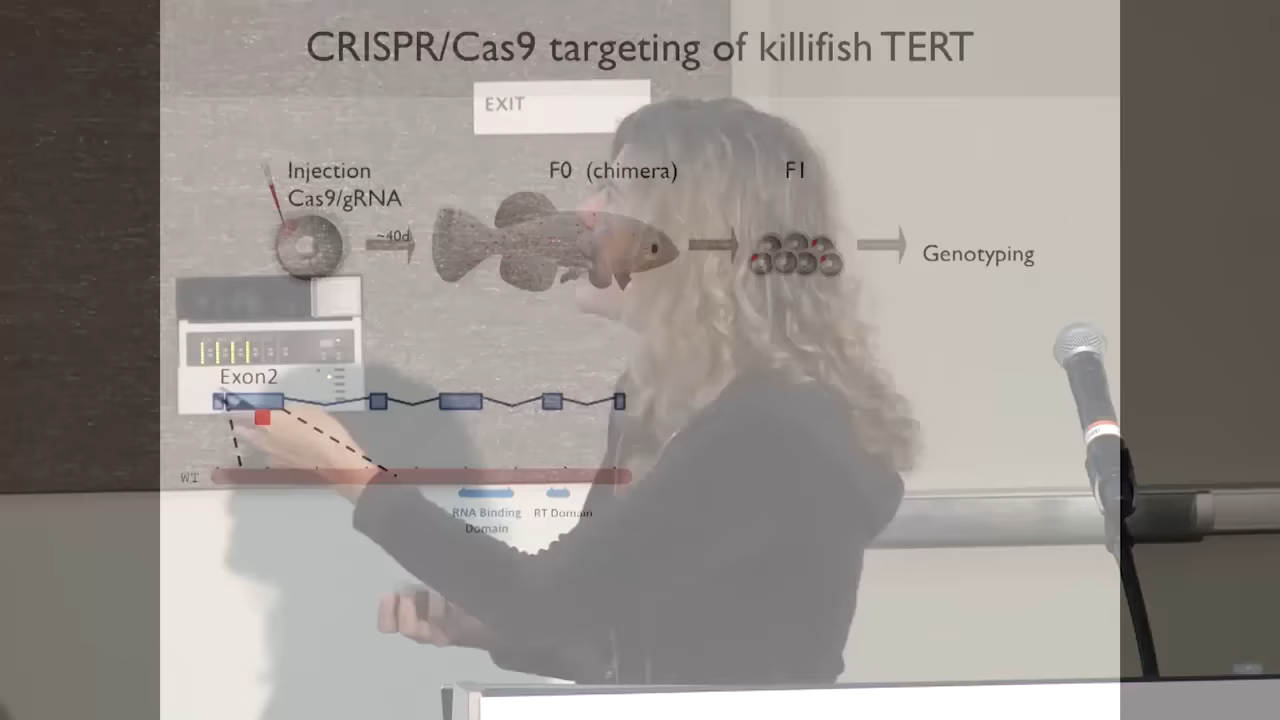 CRISPR/Cas9 targeting of killifish TERT
EXIT
Injection
Cas9/gRNA
F0 (chimera)
F1
~40d
Genotyping
Exon2
WT
RNA Binding
Domain
RT Domain